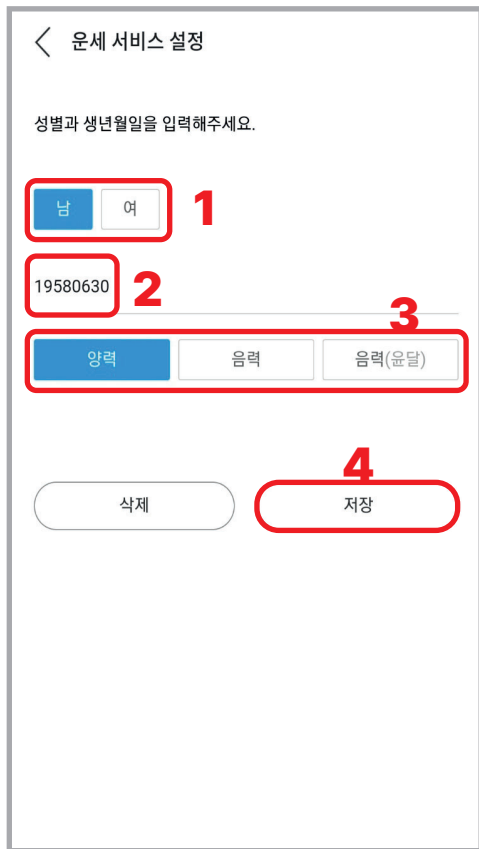 운세 서비스 설정
성별과 생년월일을 입력해주세요.
남 여 1
19580630 2
3
양력 음력 음력(윤달)
4
삭제 저장